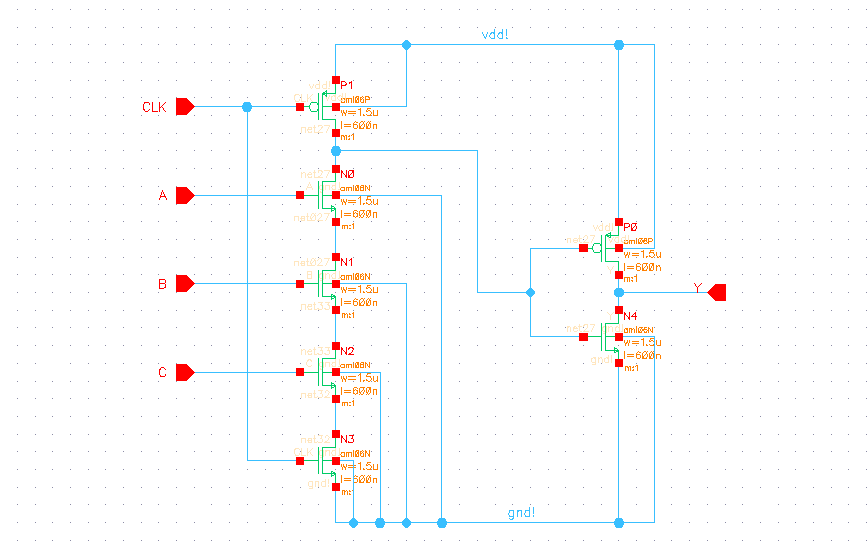 vdd!
P1
ami06P
w=1.5u
l=600n
m:1
CLK
net27
N0
ami06N
w=1.5u
l=600n
m:1
A
N1
ami06N
w=1.5u
l=600n
m:1
B
N2
ami06N
w=1.5u
l=600n
m:1
C
N3
ami06N
w=1.5u
l=600n
m:1
gnd!
P0
ami06P
w=1.5u
l=600n
m:1
Y
N4
ami06N
w=1.5u
l=600n
m:1
gnd!